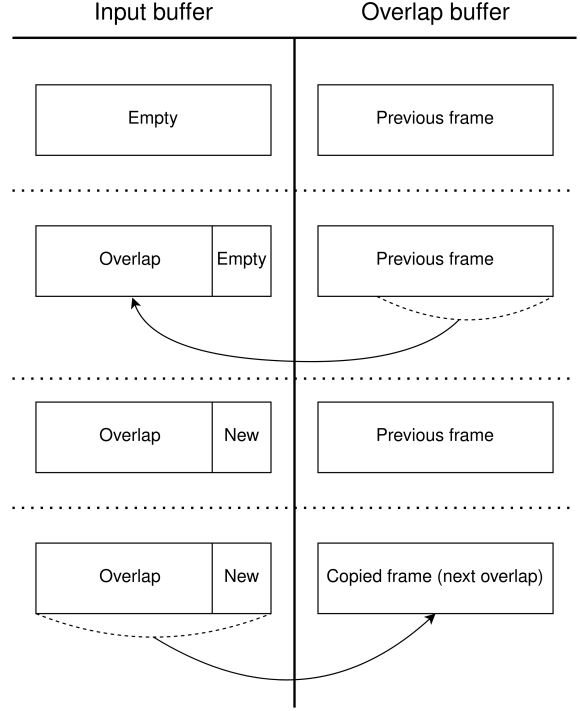 Input buffer
Overlap buffer
Empty
Previous frame
Overlap
Empty
Previous frame
Overlap
New
Previous frame
Overlap
New
Copied frame (next overlap)